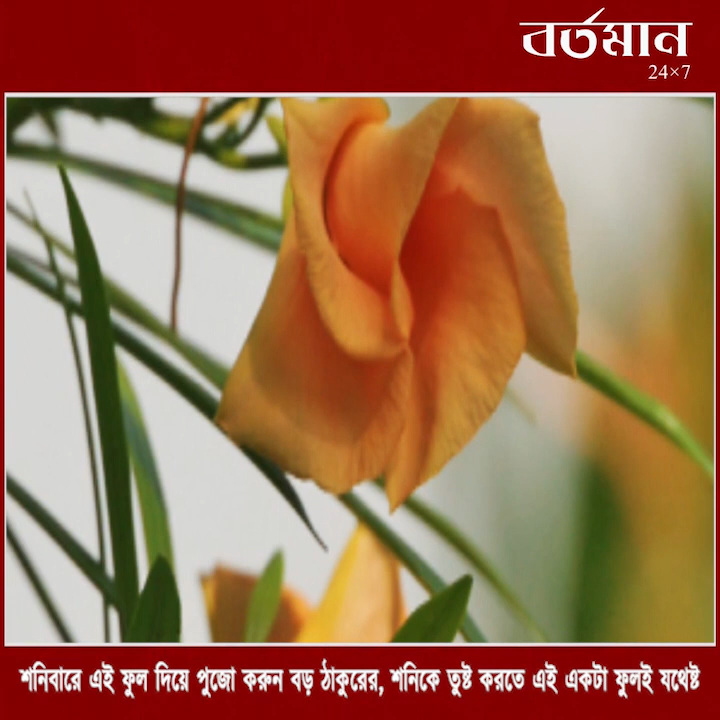 বর্তমান
24×7
শনিবারে এই ফুল দিয়ে পুজো করুন বড় ঠাকুরের, শনিকে তুষ্ট করতে এই একটা ফুলই যথেষ্ট